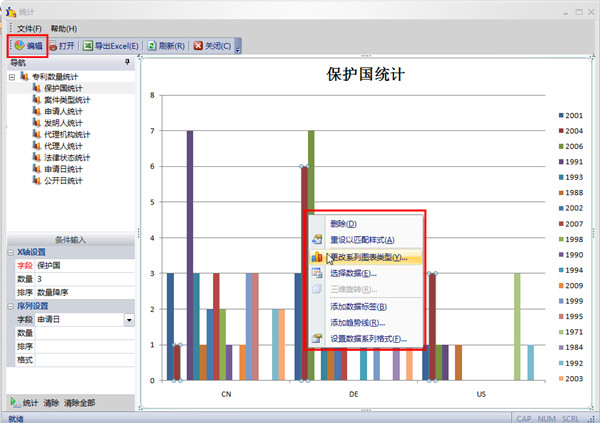 统计
文件(F) 帮助(H)
编辑 打开 导出Excel(E) 刷新(R) 关闭(C)
导航
专利数量统计
保护国统计
案件类型统计
申请人统计
发明人统计
代理机构统计
代理人统计
法律状态统计
申请日统计
公开日统计
条件输入
X轴设置
字段 保护国
数量 3
排序 数量降序
序列设置
字段 申请日
数量
排序
格式
统计 清除 清除全部
就绪
保护国统计
8
7
6
5
4
3
2
1
0
CN DE US
2001
2004
2006
1991
1993
1988
2002
2007
1998
1990
1994
2009
1999
1995
1971
1984
1992
2003
删除(D)
重设以匹配样式(A)
更改系列图表类型(Y)...
选择数据(E)...
三维旋转(R)...
添加数据标签(B)
添加趋势线(R)...
设置数据系列格式(F)...
CAP NUM SCRL